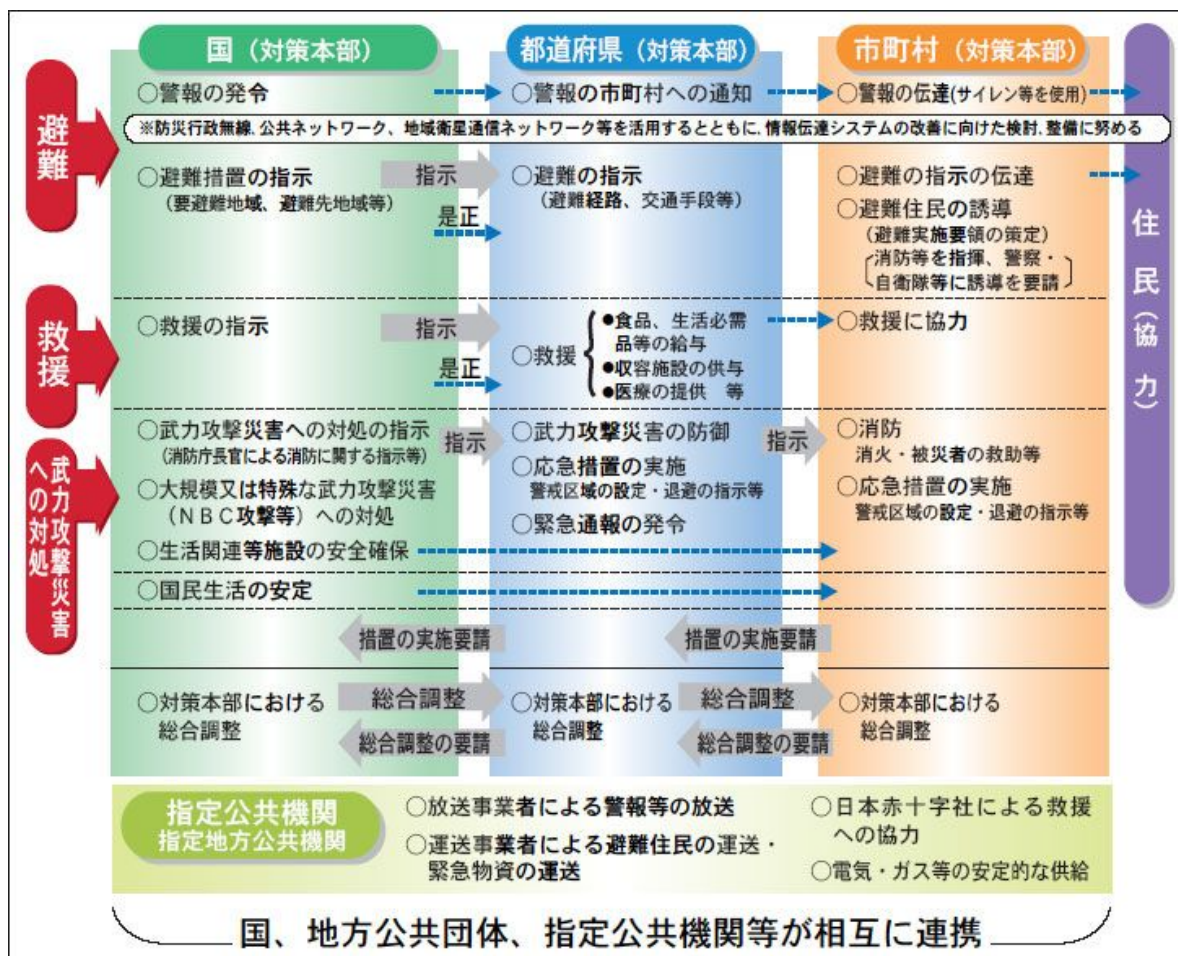 国（対策本部）
都道府県（対策本部）
市町村（対策本部）
避難
○警報の発令
○警報の市町村への通知
○警報の伝達(サイレン等を使用)
※防災行政無線、公共ネットワーク、地域衛星通信ネットワーク等を活用するとともに、情報伝達システムの改善に向けた検討、整備に努める
○避難措置の指示
（要避難地域、避難先地域等）
指示
是正
○避難の指示
（避難経路、交通手段等）
○避難の指示の伝達
○避難住民の誘導
（避難実施要領の策定）
消防等を指揮、警察・
自衛隊等に誘導を要請
救援
○救援の指示
指示
是正
○救援
●食品、生活必需
品等の給与
●収容施設の供与
●医療の提供　等
○救援に協力
武力攻撃災害
への対処
○武力攻撃災害への対処の指示
（消防庁長官による消防に関する指示等）
○大規模又は特殊な武力攻撃災害
（ＮＢＣ攻撃等）への対処
○生活関連等施設の安全確保
指示
○武力攻撃災害の防御
○応急措置の実施
警戒区域の設定・退避の指示等
○緊急通報の発令
指示
○消防
消火・被災者の救助等
○応急措置の実施
警戒区域の設定・退避の指示等
○国民生活の安定
措置の実施要請
措置の実施要請
○対策本部における
総合調整
総合調整
総合調整の要請
○対策本部における
総合調整
総合調整
総合調整の要請
○対策本部における
総合調整
住民（協力）
指定公共機関
指定地方公共機関
○放送事業者による警報等の放送
○運送事業者による避難住民の運送・
緊急物資の運送
○日本赤十字社による救援
への協力
○電気・ガス等の安定的な供給
国、地方公共団体、指定公共機関等が相互に連携